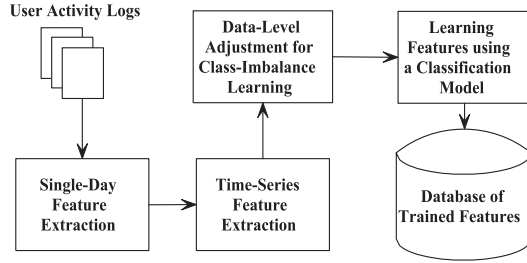 User Activity Logs
Single-Day
Feature
Extraction
Time-Series
Feature
Extraction
Data-Level
Adjustment for
Class-Imbalance
Learning
Learning
Features using
a Classification
Model
Database of
Trained Features